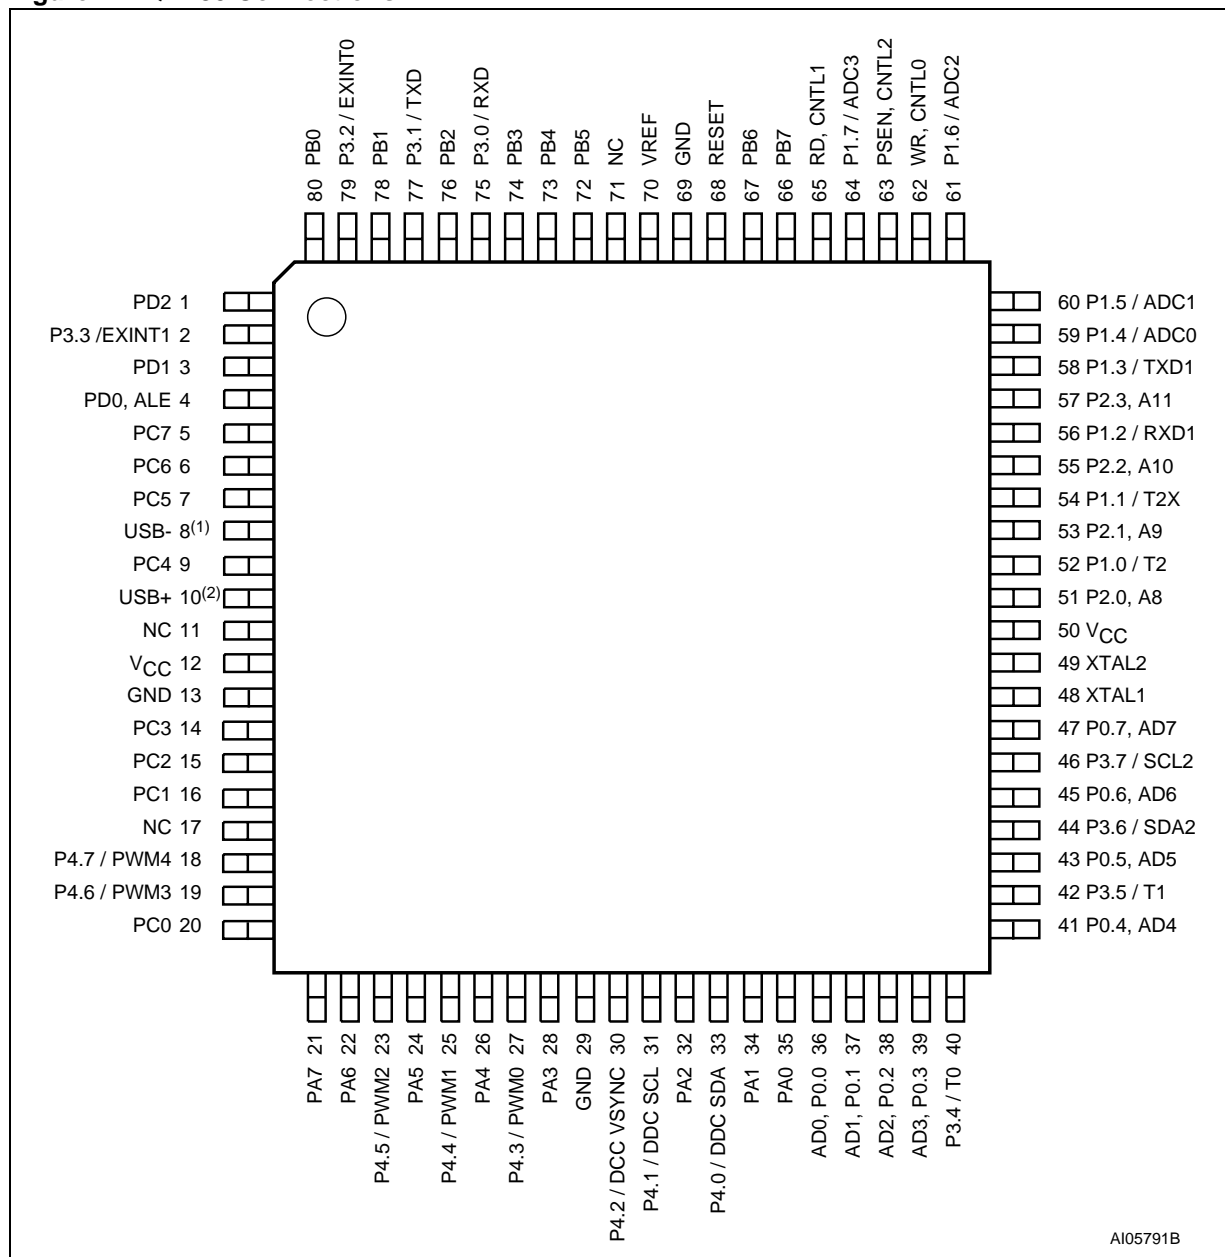 80 PB0
79 P3.2 / EXINT0
78 PB1
77 P3.1 / TXD
76 PB2
75 P3.0 / RXD
74 PB3
73 PB4
72 PB5
71 NC
70 VREF
69 GND
68 RESET
67 PB6
66 PB7
65 RD, CNTL1
64 P1.7 / ADC3
63 PSEN, CNTL2
62 WR, CNTL0
61 P1.6 / ADC2
PD2 1
P3.3 /EXINT1 2
PD1 3
PD0, ALE 4
PC7 5
PC6 6
PC5 7
USB- 8(1)
PC4 9
USB+ 10(2)
NC 11
VCC 12
GND 13
PC3 14
PC2 15
PC1 16
NC 17
P4.7 / PWM4 18
P4.6 / PWM3 19
PC0 20
60 P1.5 / ADC1
59 P1.4 / ADC0
58 P1.3 / TXD1
57 P2.3, A11
56 P1.2 / RXD1
55 P2.2, A10
54 P1.1 / T2X
53 P2.1, A9
52 P1.0 / T2
51 P2.0, A8
50 VCC
49 XTAL2
48 XTAL1
47 P0.7, AD7
46 P3.7 / SCL2
45 P0.6, AD6
44 P3.6 / SDA2
43 P0.5, AD5
42 P3.5 / T1
41 P0.4, AD4
PA7 21
PA6 22
P4.5 / PWM2 23
PA5 24
P4.4 / PWM1 25
PA4 26
P4.3 / PWM0 27
PA3 28
GND 29
P4.2 / DCC VSYNC 30
P4.1 / DDC SCL 31
PA2 32
P4.0 / DDC SDA 33
PA1 34
PA0 35
AD0, P0.0 36
AD1, P0.1 37
AD2, P0.2 38
AD3, P0.3 39
P3.4 / T0 40
AI05791B